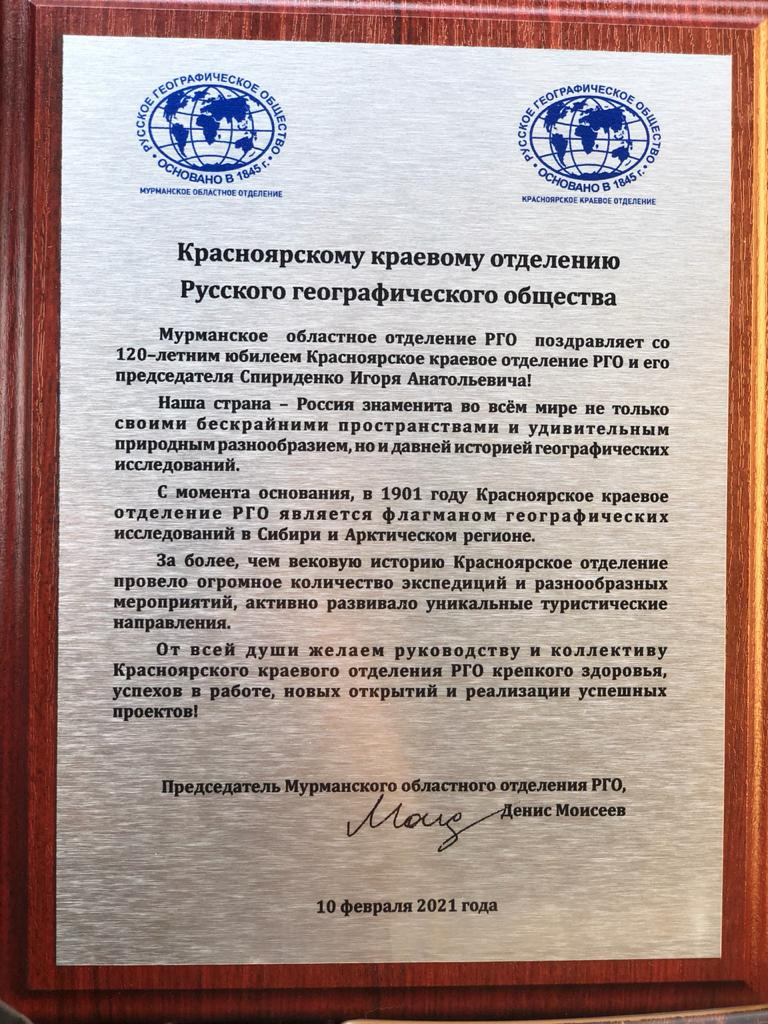 РУССКОЕ ГЕОГРАФИЧЕСКОЕ ОБЩЕСТВО
• ОСНОВАНО В 1845 г. •
МУРМАНСКОЕ ОБЛАСТНОЕ ОТДЕЛЕНИЕ
РУССКОЕ ГЕОГРАФИЧЕСКОЕ ОБЩЕСТВО
• ОСНОВАНО В 1845 г. •
КРАСНОЯРСКОЕ КРАЕВОЕ ОТДЕЛЕНИЕ
Красноярскому краевому отделению
Русского географического общества
Мурманское областное отделение РГО поздравляет со
120–летним юбилеем Красноярское краевое отделение РГО и его
председателя Спириденко Игоря Анатольевича!
Наша страна – Россия знаменита во всём мире не только
своими бескрайними пространствами и удивительным
природным разнообразием, но и давней историей географических
исследований.
С момента основания, в 1901 году Красноярское краевое
отделение РГО является флагманом географических
исследований в Сибири и Арктическом регионе.
За более, чем вековую историю Красноярское отделение
провело огромное количество экспедиций и разнообразных
мероприятий, активно развивало уникальные туристические
направления.
От всей души желаем руководству и коллективу
Красноярского краевого отделения РГО крепкого здоровья,
успехов в работе, новых открытий и реализации успешных
проектов!
Председатель Мурманского областного отделения РГО,
Денис Моисеев
10 февраля 2021 года